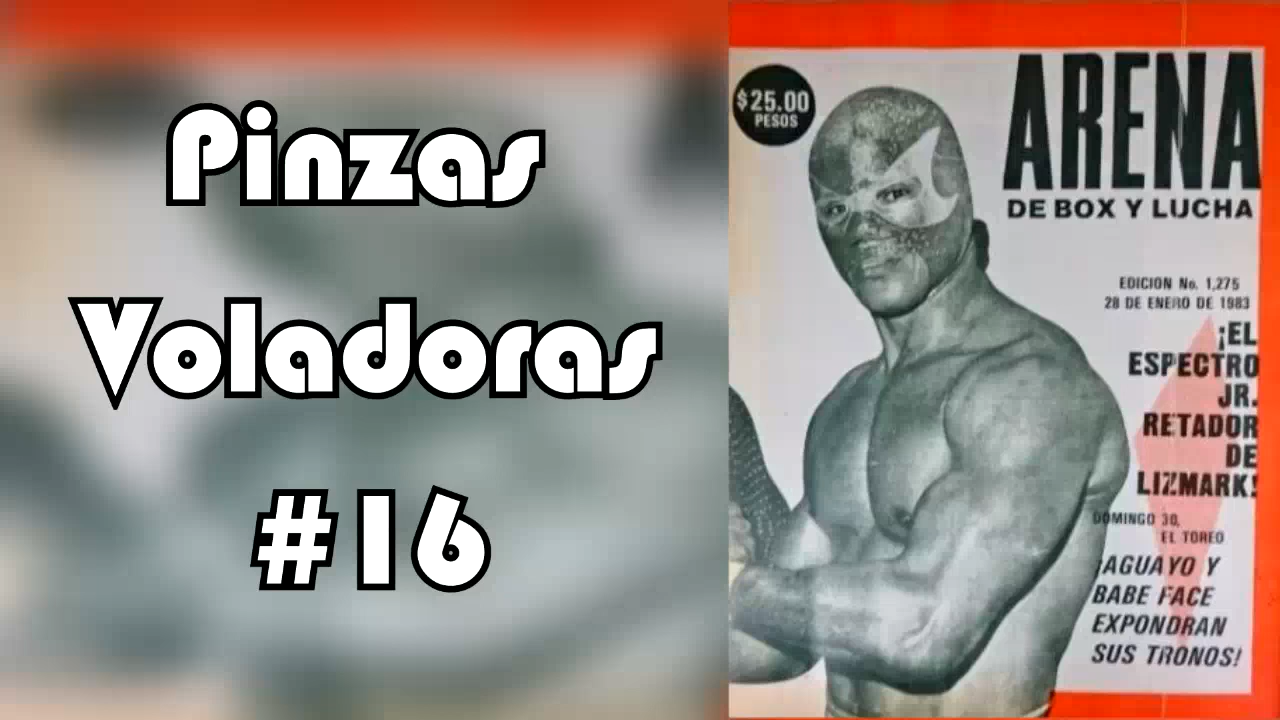 Pinzas
Voladoras
#16
$25.00
PESOS
ARENA
DE BOX Y LUCHA
EDICION No. 1,275
28 DE ENERO DE 1983
¡EL
ESPECTRO
JR.
RETADOR
DE
LIZMARK!
DOMINGO 30,
EL TOREO
¡AGUAYO Y
BABE FACE
EXPONDRAN
SUS TRONOS!